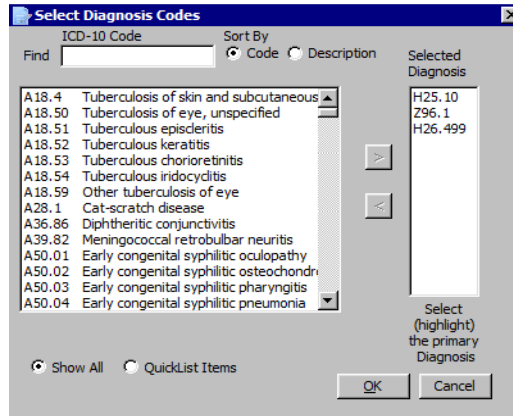 Select Diagnosis Codes
ICD-10 Code
Sort By
Find
Code
Description
Selected
Diagnosis
A18.4 Tuberculosis of skin and subcutaneous
A18.50 Tuberculosis of eye, unspecified
A18.51 Tuberculous episcleritis
A18.52 Tuberculous keratitis
A18.53 Tuberculous chorioretinitis
A18.54 Tuberculous iridocyclitis
A18.59 Other tuberculosis of eye
A28.1 Cat-scratch disease
A36.86 Diphtheritic conjunctivitis
A39.82 Meningococcal retrobulbar neuritis
A50.01 Early congenital syphilitic oculopathy
A50.02 Early congenital syphilitic osteochondr
A50.03 Early congenital syphilitic pharyngitis
A50.04 Early congenital syphilitic pneumonia
>
<
H25.10
Z96.1
H26.499
Select
(highlight)
the primary
Diagnosis
Show All
QuickList Items
OK
Cancel